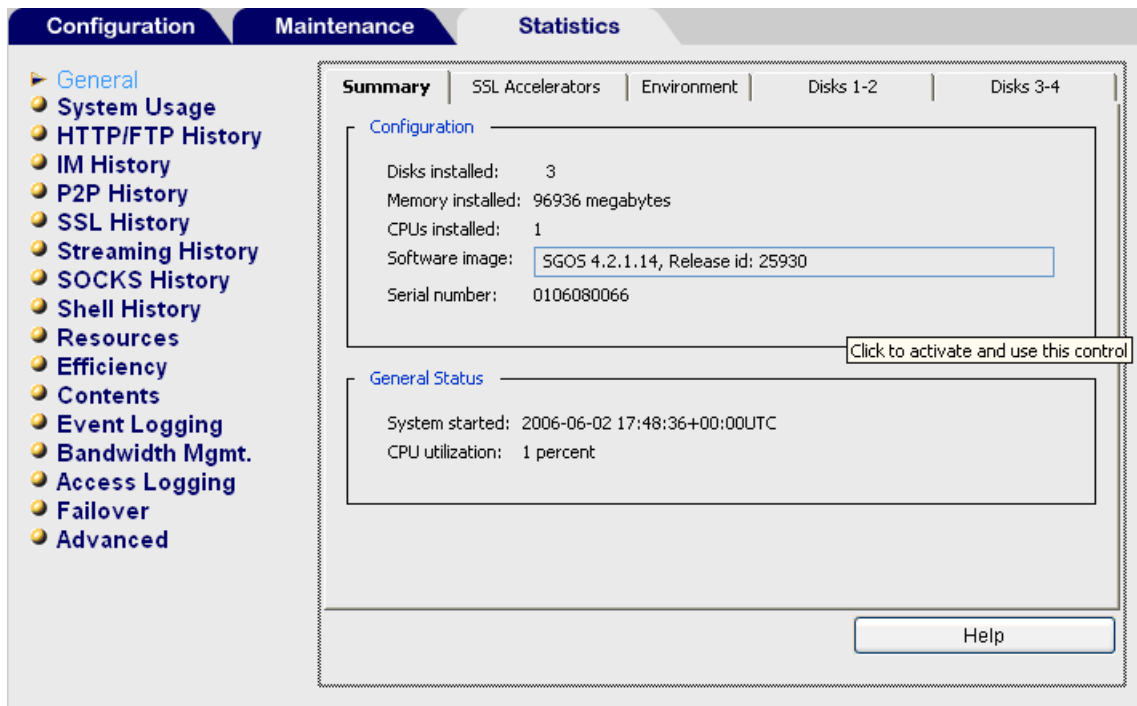 Configuration Maintenance Statistics
General
System Usage
HTTP/FTP History
IM History
P2P History
SSL History
Streaming History
SOCKS History
Shell History
Resources
Efficiency
Contents
Event Logging
Bandwidth Mgmt.
Access Logging
Failover
Advanced
Summary SSL Accelerators Environment Disks 1-2 Disks 3-4
Configuration
Disks installed: 3
Memory installed: 96936 megabytes
CPUs installed: 1
Software image: SGOS 4.2.1.14, Release id: 25930
Serial number: 0106080066
Click to activate and use this control
General Status
System started: 2006-06-02 17:48:36+00:00UTC
CPU utilization: 1 percent
Help